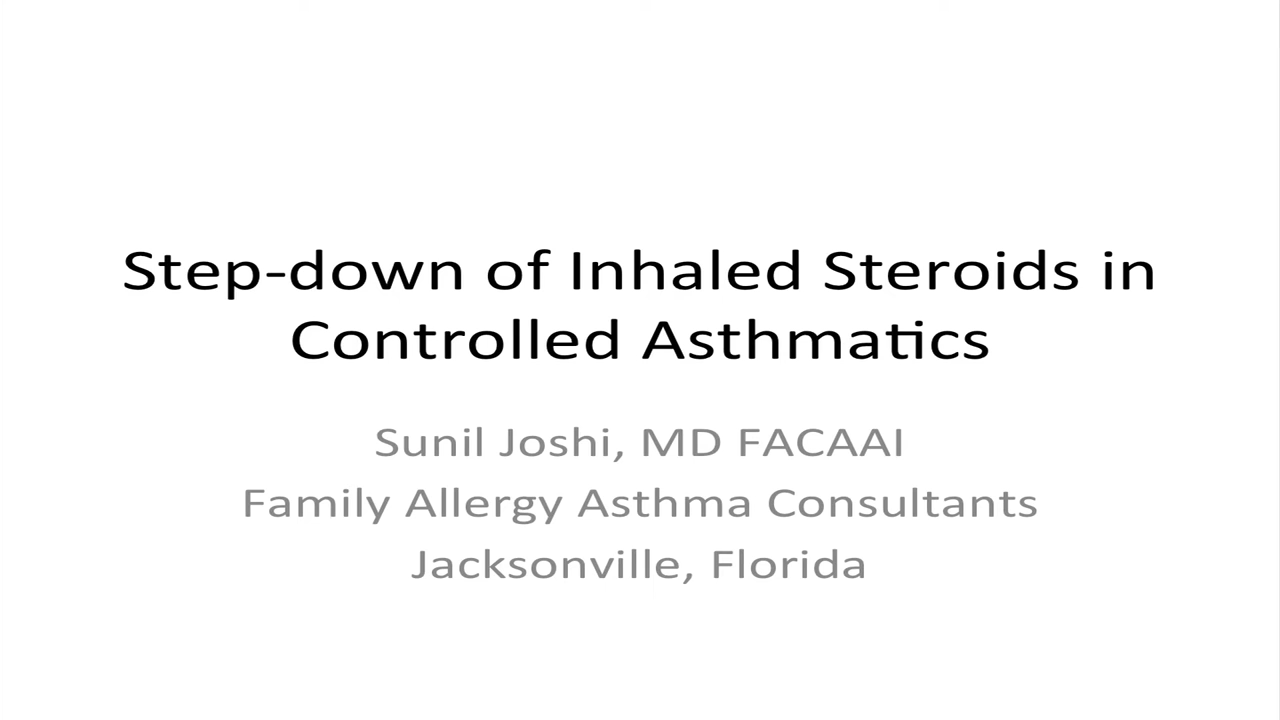 Step-down of Inhaled Steroids in
Controlled Asthmatics
Sunil Joshi, MD FACAAI
Family Allergy Asthma Consultants
Jacksonville, Florida